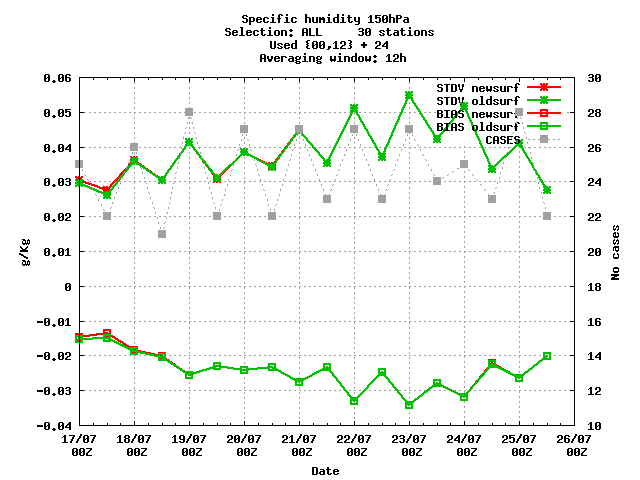 Specific humidity 150hPa
Selection: ALL     30 stations
Used {00,12} + 24
Averaging window: 12h
STDV newsurf
STDV oldsurf
BIAS newsurf
BIAS oldsurf
CASES
0.06
0.05
0.04
0.03
0.02
0.01
0
-0.01
-0.02
-0.03
-0.04
g/Kg
30
28
26
24
22
20
18
16
14
12
10
No cases
17/07 18/07 19/07 20/07 21/07 22/07 23/07 24/07 25/07 26/07
00Z 00Z 00Z 00Z 00Z 00Z 00Z 00Z 00Z 00Z
Date